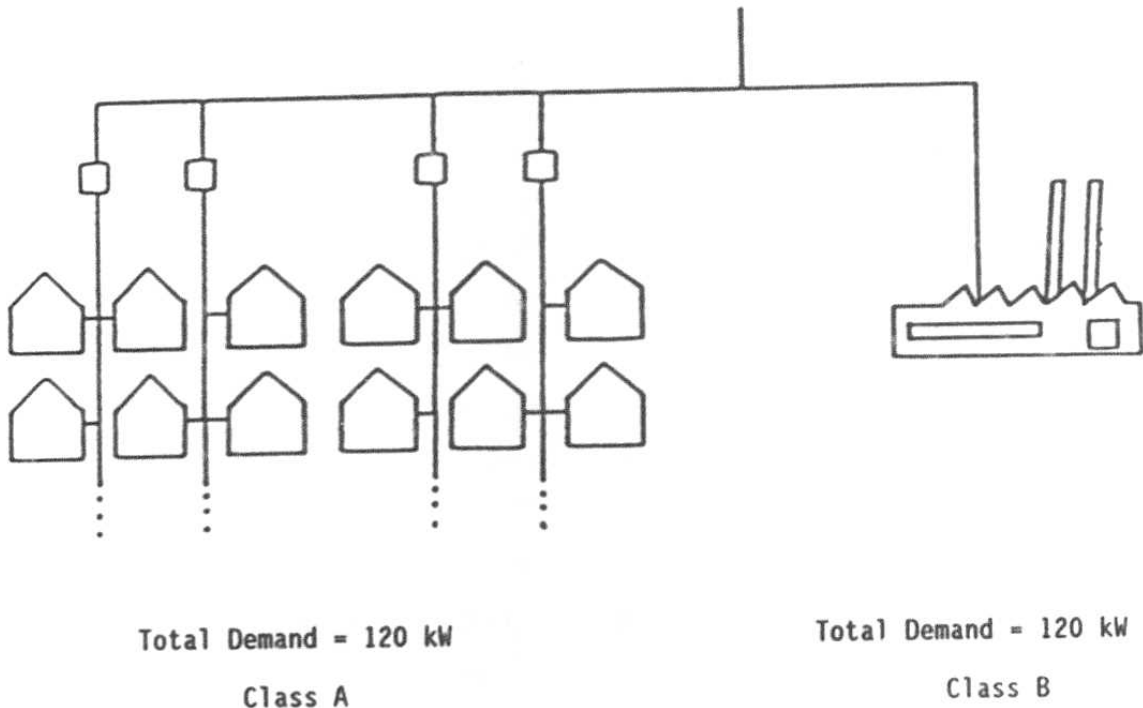 Total Demand = 120 kW
Class A
Total Demand = 120 kW
Class B